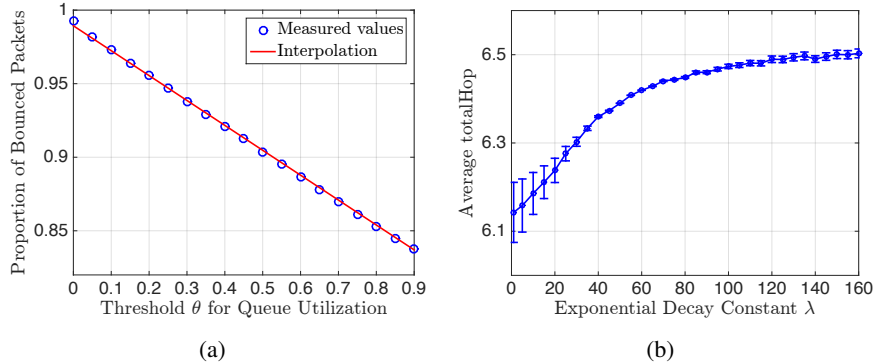 1
0.95
0.9
0.85
Proportion of Bounced Packets
Measured values
Interpolation
0 0.1 0.2 0.3 0.4 0.5 0.6 0.7 0.8 0.9
Threshold θ for Queue Utilization
(a)
6.5
6.3
6.1
Average totalHop
0 20 40 60 80 100 120 140 160
Exponential Decay Constant λ
(b)